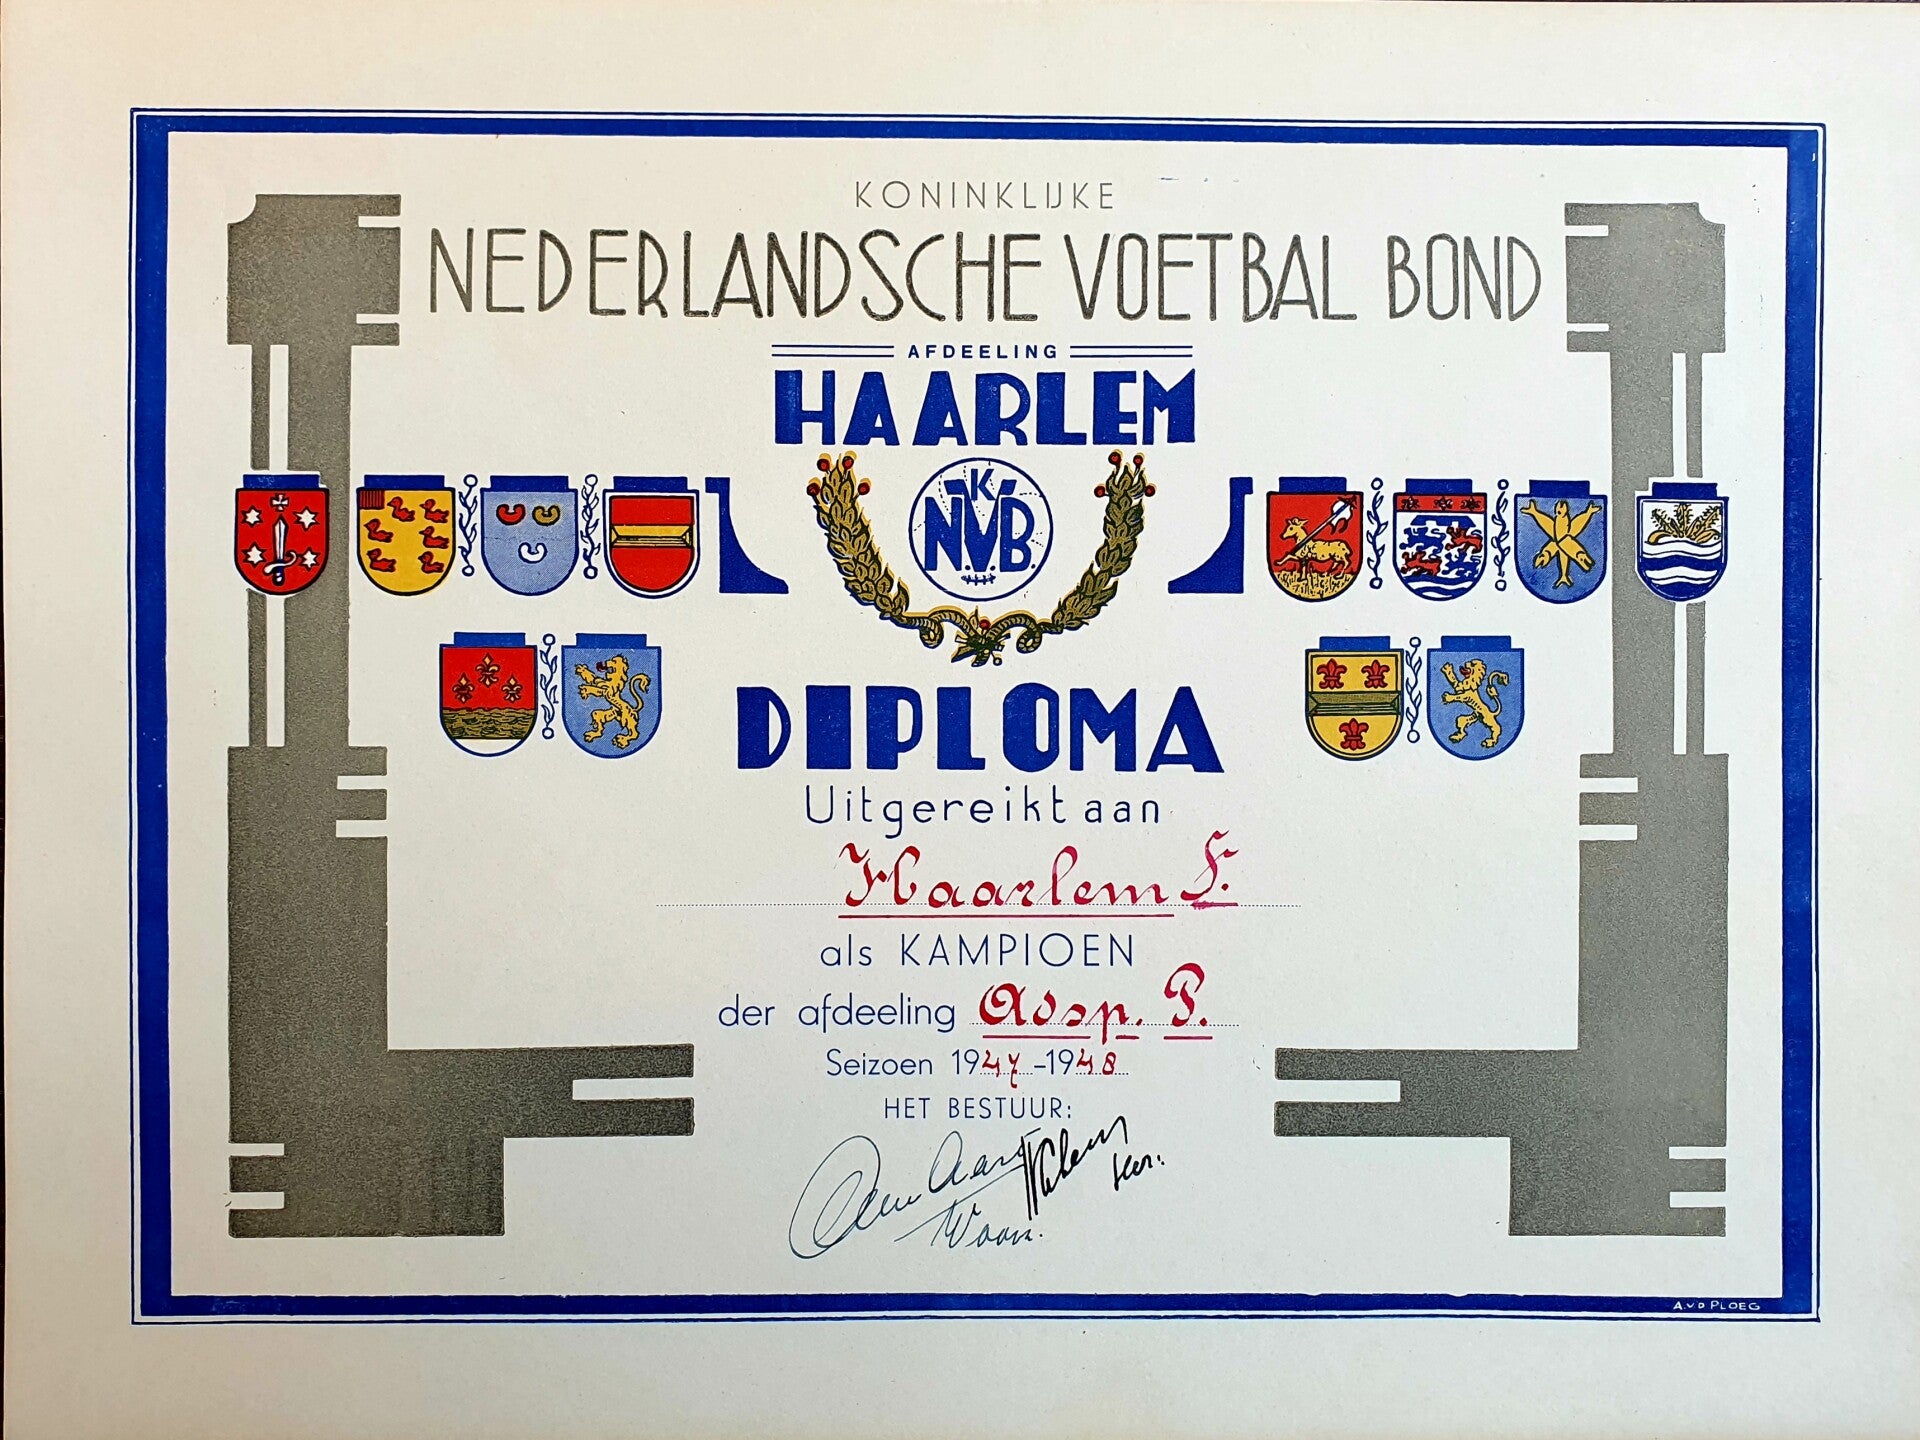 KONINKLIJKE
NEDERLANDSCHE VOETBAL BOND
AFDEELING
HAARLEM
K
N.V.B.
DIPLOMA
Uitgereikt aan
Haarlem F.
als KAMPIOEN
der afdeeling Adsp. P.
Seizoen 1947-1948
HET BESTUUR:
Voorz.
secr.
A. v. D PLOEG